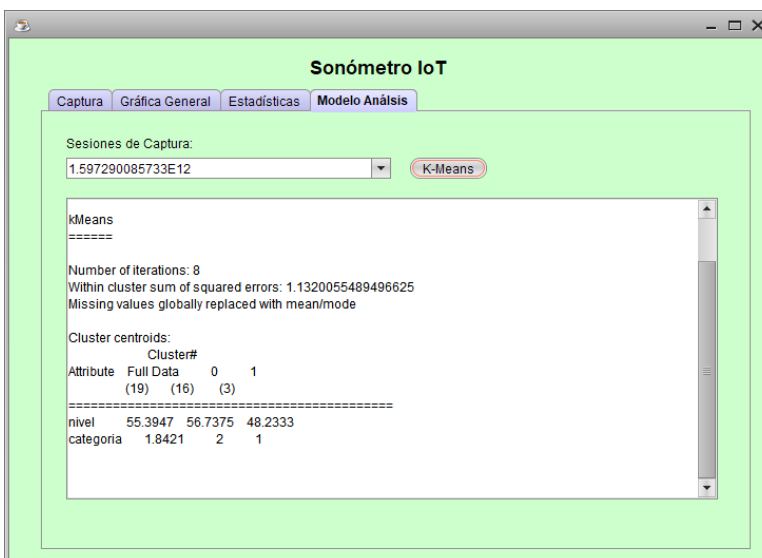 Sonómetro IoT
Captura Gráfica General Estadísticas Modelo Análsis
Sesiones de Captura:
1.597290085733E12 K-Means
kMeans
======
Number of iterations: 8
Within cluster sum of squared errors: 1.1320055489496625
Missing values globally replaced with mean/mode
Cluster centroids:
Cluster#
Attribute Full Data 0 1
(19) (16) (3)
============================================
nivel 55.3947 56.7375 48.2333
categoria 1.8421 2 1